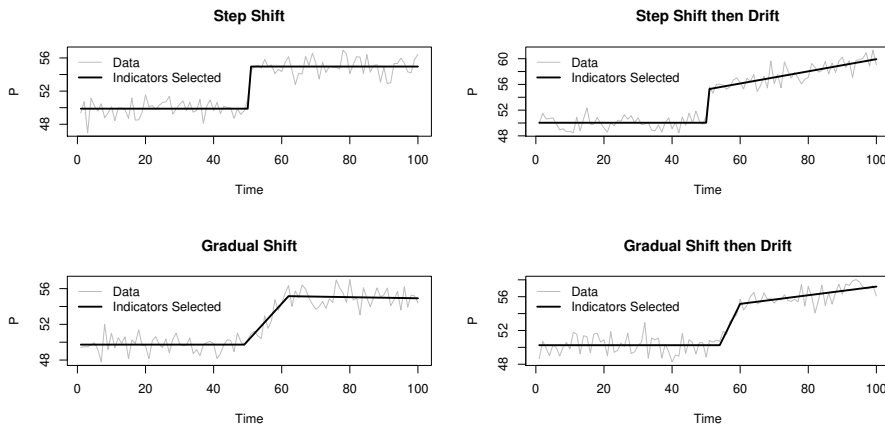 Step Shift
P
48 52 56
Data
Indicators Selected
0 20 40 60 80 100
Time
Step Shift then Drift
P
48 52 56 60
Data
Indicators Selected
0 20 40 60 80 100
Time
Gradual Shift
P
48 52 56
Data
Indicators Selected
0 20 40 60 80 100
Time
Gradual Shift then Drift
P
48 52 56
Data
Indicators Selected
0 20 40 60 80 100
Time